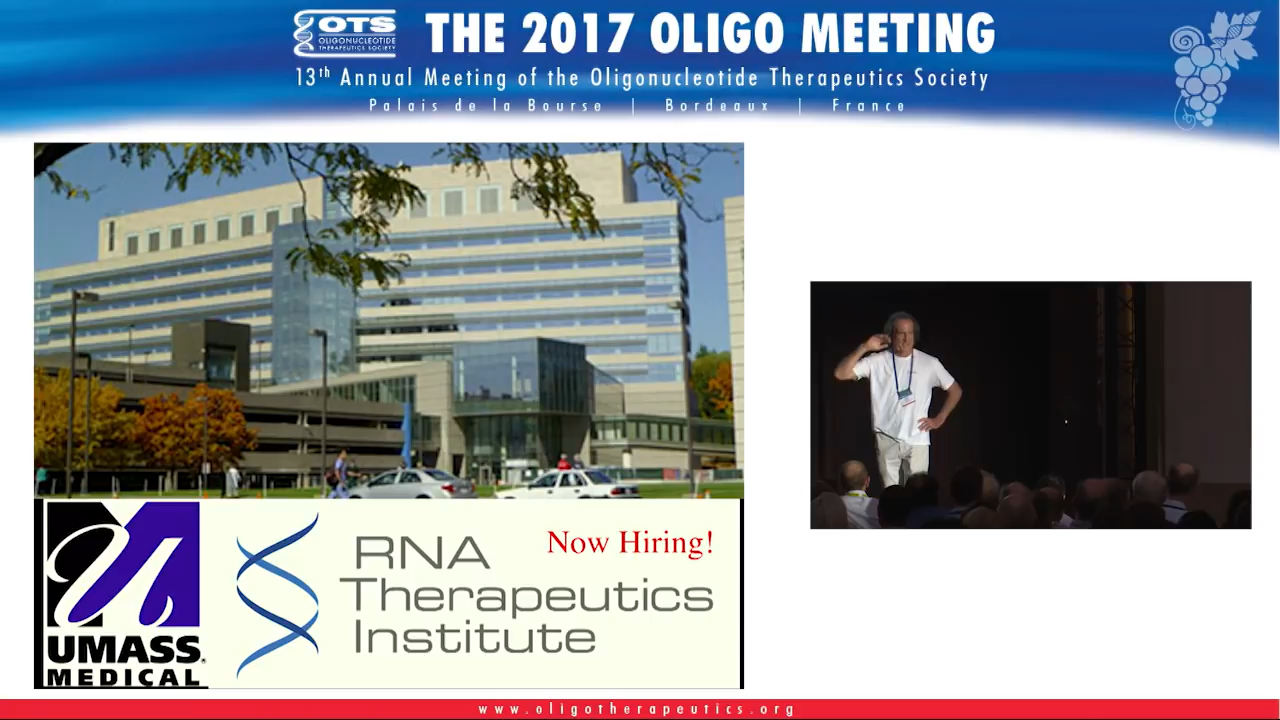 OTS
OLIGONUCLEOTIDE
THERAPEUTICS SOCIETY
THE 2017 OLIGO MEETING
13th Annual Meeting of the Oligonucleotide Therapeutics Society
Palais de la Bourse | Bordeaux | France
Now Hiring!
RNA
Therapeutics
Institute
UMASS
MEDICAL
www.oligotherapeutics.org